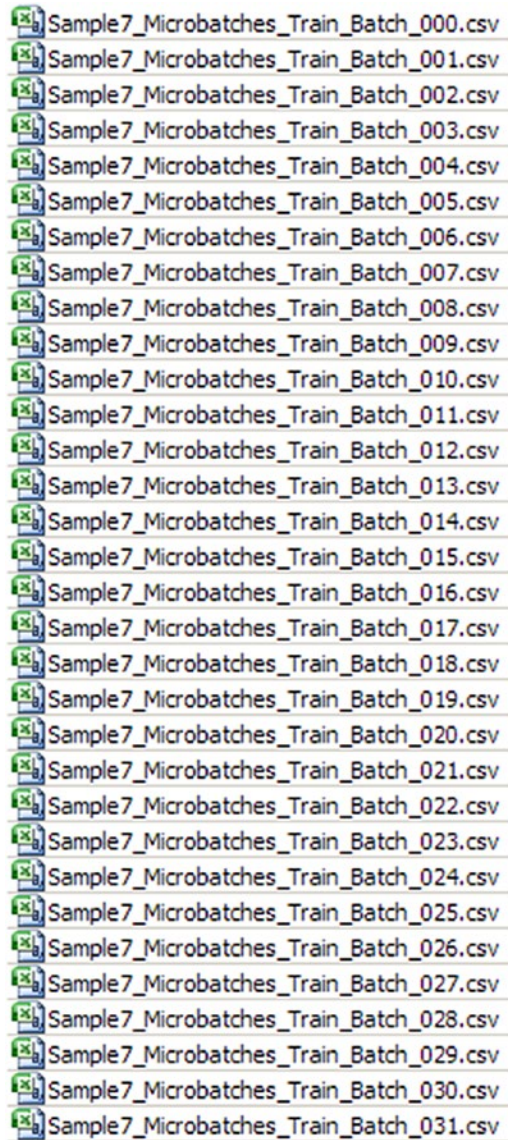 Sample7_Microbatches_Train_Batch_000.csv
Sample7_Microbatches_Train_Batch_001.csv
Sample7_Microbatches_Train_Batch_002.csv
Sample7_Microbatches_Train_Batch_003.csv
Sample7_Microbatches_Train_Batch_004.csv
Sample7_Microbatches_Train_Batch_005.csv
Sample7_Microbatches_Train_Batch_006.csv
Sample7_Microbatches_Train_Batch_007.csv
Sample7_Microbatches_Train_Batch_008.csv
Sample7_Microbatches_Train_Batch_009.csv
Sample7_Microbatches_Train_Batch_010.csv
Sample7_Microbatches_Train_Batch_011.csv
Sample7_Microbatches_Train_Batch_012.csv
Sample7_Microbatches_Train_Batch_013.csv
Sample7_Microbatches_Train_Batch_014.csv
Sample7_Microbatches_Train_Batch_015.csv
Sample7_Microbatches_Train_Batch_016.csv
Sample7_Microbatches_Train_Batch_017.csv
Sample7_Microbatches_Train_Batch_018.csv
Sample7_Microbatches_Train_Batch_019.csv
Sample7_Microbatches_Train_Batch_020.csv
Sample7_Microbatches_Train_Batch_021.csv
Sample7_Microbatches_Train_Batch_022.csv
Sample7_Microbatches_Train_Batch_023.csv
Sample7_Microbatches_Train_Batch_024.csv
Sample7_Microbatches_Train_Batch_025.csv
Sample7_Microbatches_Train_Batch_026.csv
Sample7_Microbatches_Train_Batch_027.csv
Sample7_Microbatches_Train_Batch_028.csv
Sample7_Microbatches_Train_Batch_029.csv
Sample7_Microbatches_Train_Batch_030.csv
Sample7_Microbatches_Train_Batch_031.csv